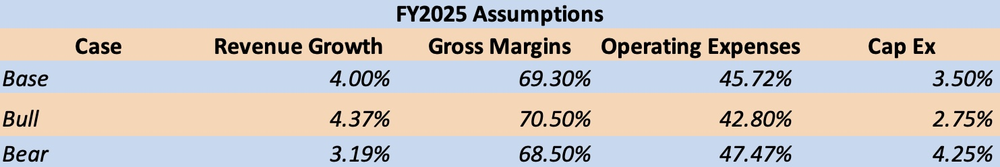 FY2025 Assumptions
Case Revenue Growth Gross Margins Operating Expenses Cap Ex
Base 4.00% 69.30% 45.72% 3.50%
Bull 4.37% 70.50% 42.80% 2.75%
Bear 3.19% 68.50% 47.47% 4.25%